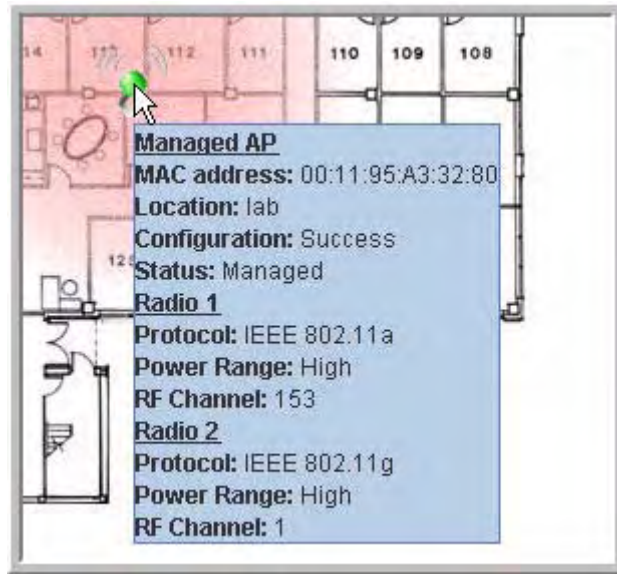 14 113 112 111 110 109 108
Managed AP
MAC address: 00:11:95:A3:32:80
Location: lab
Configuration: Success
Status: Managed
Radio 1
Protocol: IEEE 802.11a
Power Range: High
RF Channel: 153
Radio 2
Protocol: IEEE 802.11g
Power Range: High
RF Channel: 1